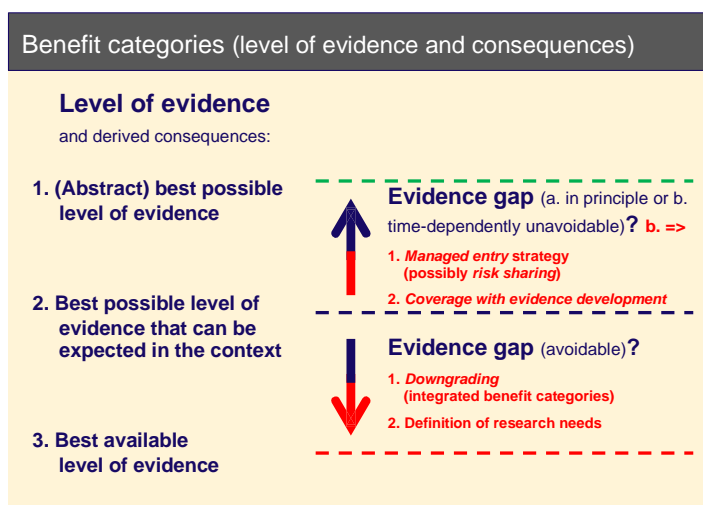 Benefit categories (level of evidence and consequences)
Level of evidence
and derived consequences:
1. (Abstract) best possible
level of evidence
2. Best possible level of
evidence that can be
expected in the context
3. Best available
level of evidence
Evidence gap (a. in principle or b.
time-dependently unavoidable)? b. =>
1. Managed entry strategy
(possibly risk sharing)
2. Coverage with evidence development
Evidence gap (avoidable)?
1. Downgrading
(integrated benefit categories)
2. Definition of research needs